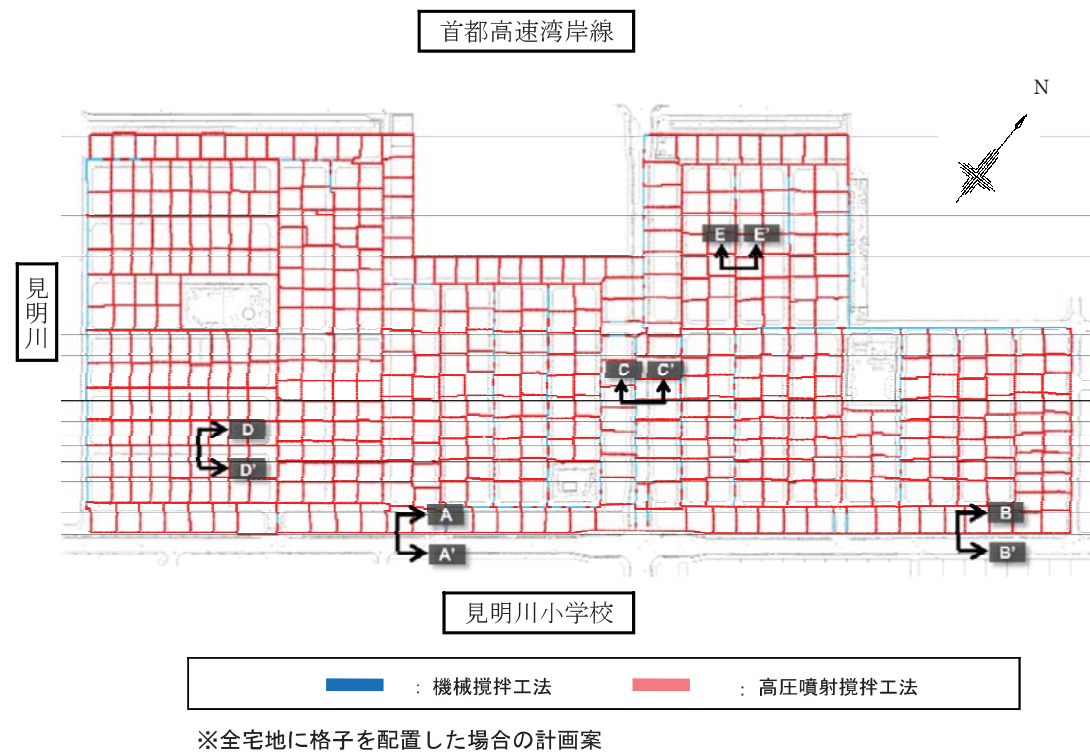 首都高速湾岸線
N
E E'
見明川
C C'
D
D'
A
B
A'
B'
見明川小学校
：機械撹拌工法 ：高圧噴射撹拌工法
※全宅地に格子を配置した場合の計画案